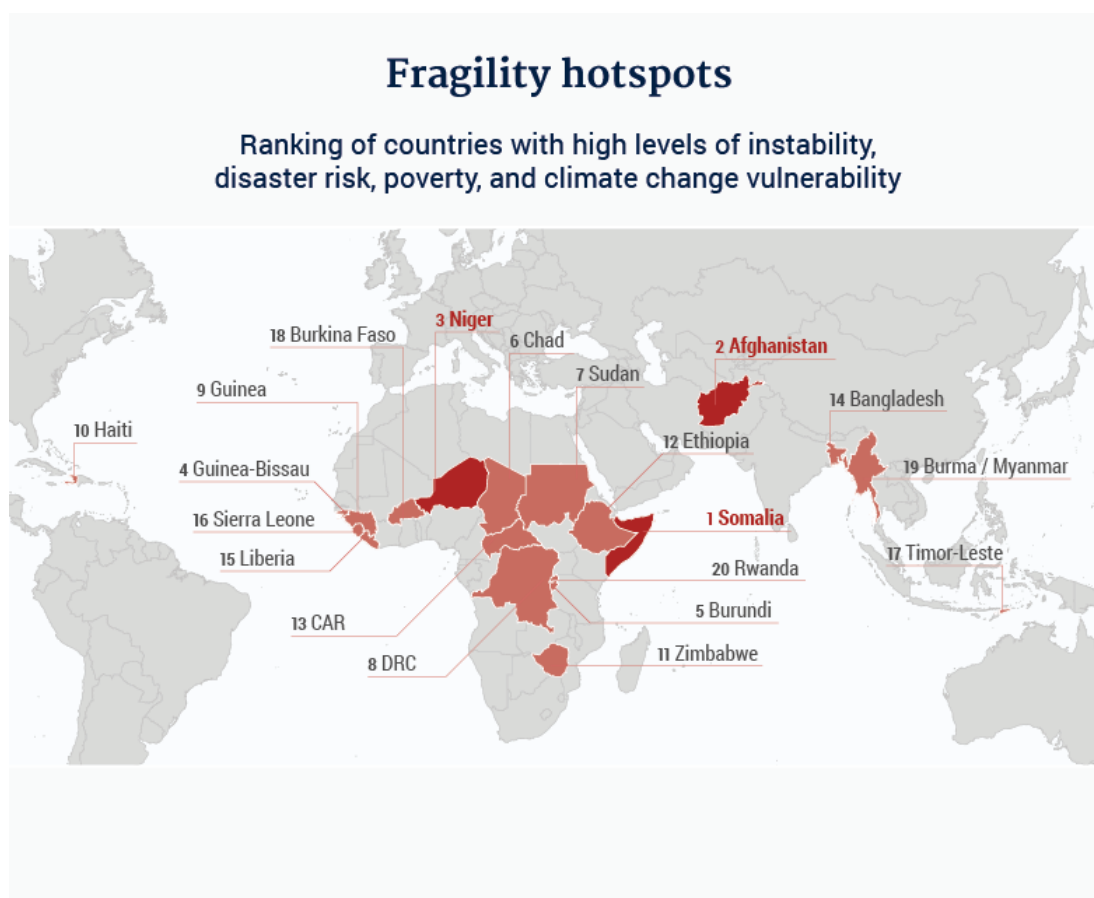 Fragility hotspots
Ranking of countries with high levels of instability,
disaster risk, poverty, and climate change vulnerability
3 Niger
18 Burkina Faso
6 Chad
2 Afghanistan
7 Sudan
9 Guinea
14 Bangladesh
10 Haiti
12 Ethiopia
4 Guinea-Bissau
19 Burma / Myanmar
16 Sierra Leone
1 Somalia
15 Liberia
17 Timor-Leste
20 Rwanda
5 Burundi
13 CAR
11 Zimbabwe
8 DRC